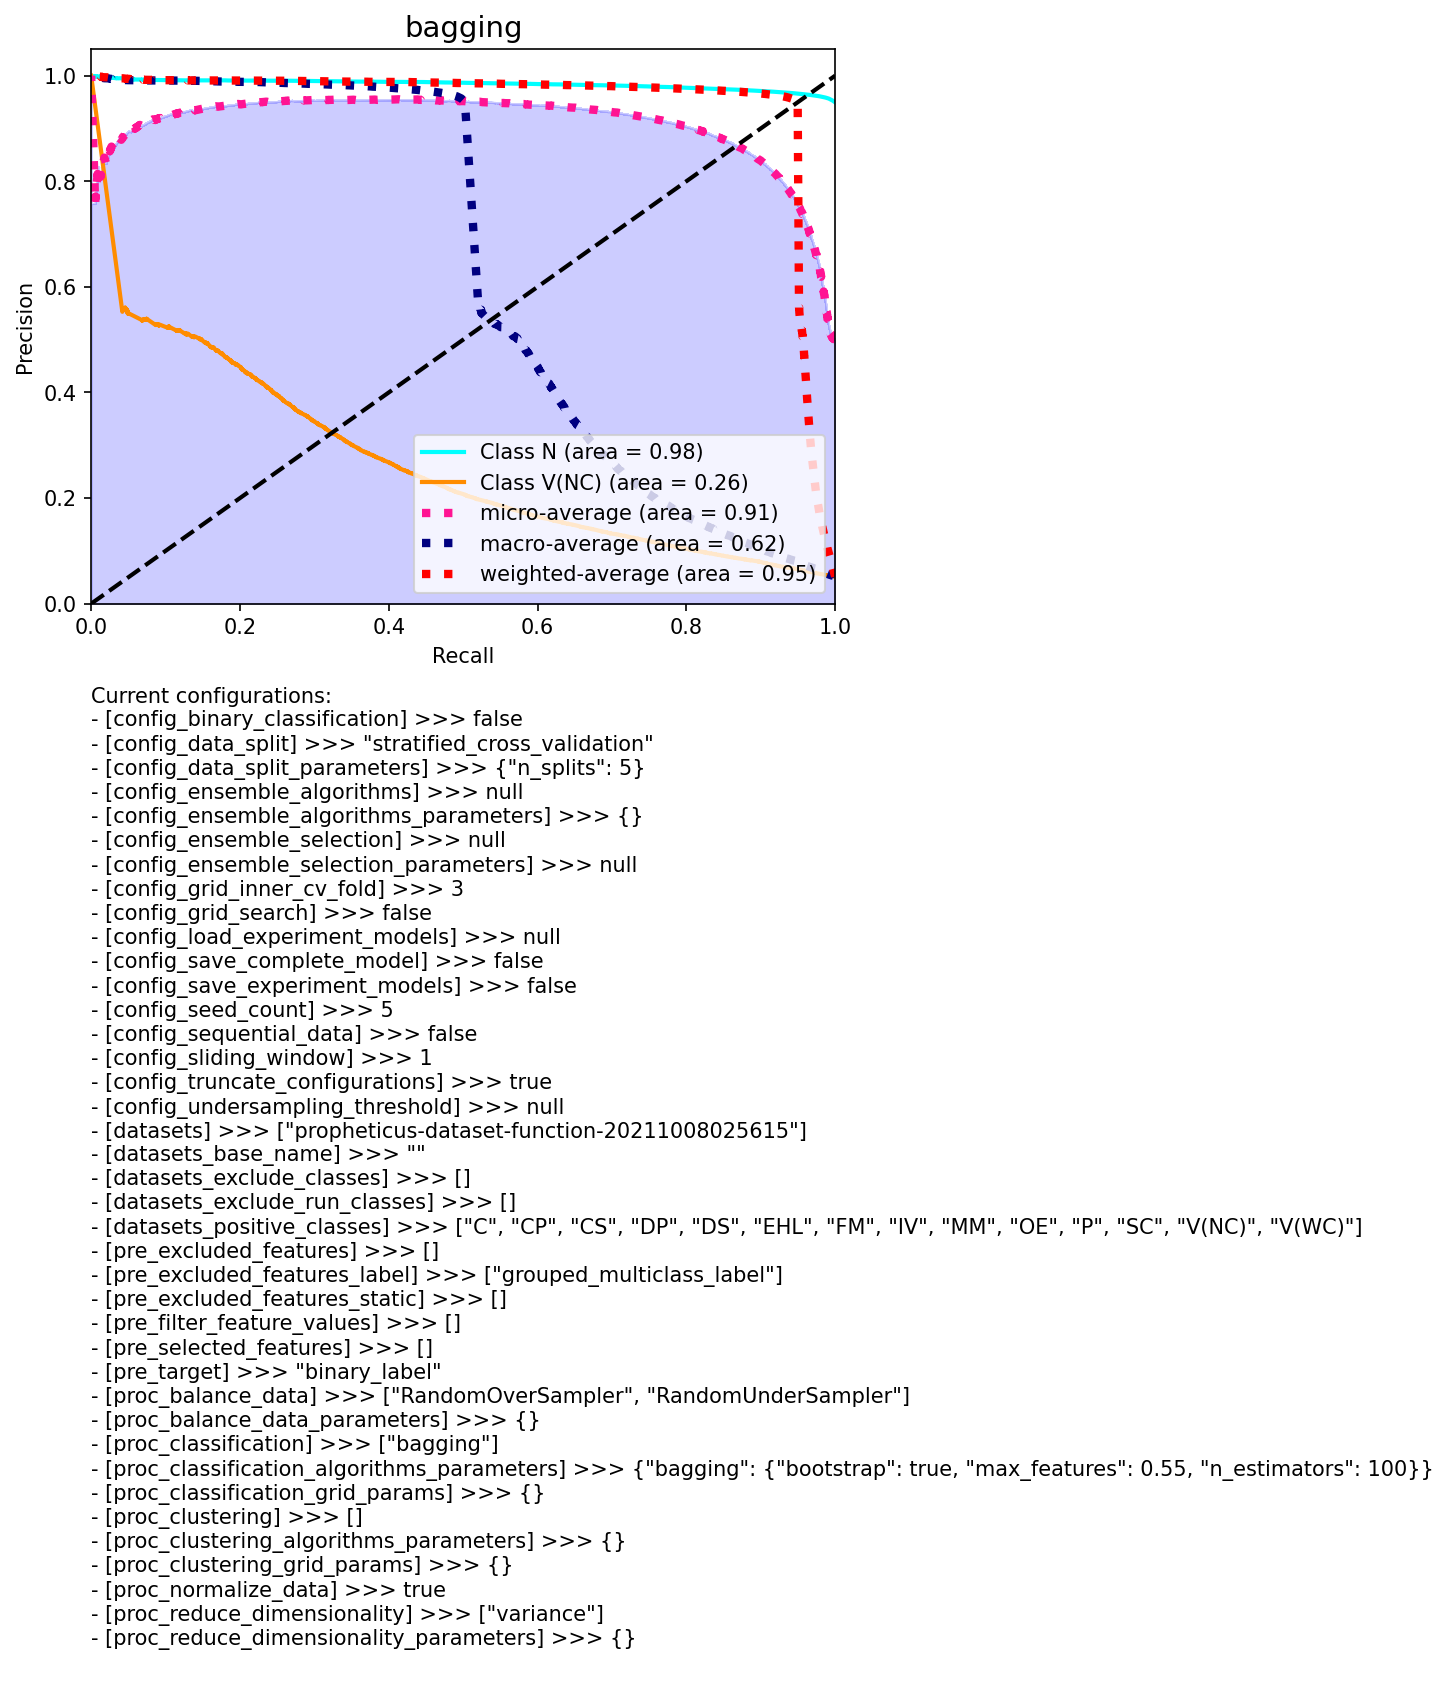 bagging
1.0
0.8
0.6
0.4
0.2
0.0
Precision
Class N (area = 0.98)
Class V(NC) (area = 0.26)
micro-average (area = 0.91)
macro-average (area = 0.62)
weighted-average (area = 0.95)
0.0 0.2 0.4 0.6 0.8 1.0
Recall
Current configurations:
- [config_binary_classification] >>> false
- [config_data_split] >>> "stratified_cross_validation"
- [config_data_split_parameters] >>> {"n_splits": 5}
- [config_ensemble_algorithms] >>> null
- [config_ensemble_algorithms_parameters] >>> {}
- [config_ensemble_selection] >>> null
- [config_ensemble_selection_parameters] >>> null
- [config_grid_inner_cv_fold] >>> 3
- [config_grid_search] >>> false
- [config_load_experiment_models] >>> null
- [config_save_complete_model] >>> false
- [config_save_experiment_models] >>> false
- [config_seed_count] >>> 5
- [config_sequential_data] >>> false
- [config_sliding_window] >>> 1
- [config_truncate_configurations] >>> true
- [config_undersampling_threshold] >>> null
- [datasets] >>> ["propheticus-dataset-function-20211008025615"]
- [datasets_base_name] >>> ""
- [datasets_exclude_classes] >>> []
- [datasets_exclude_run_classes] >>> []
- [datasets_positive_classes] >>> ["C", "CP", "CS", "DP", "DS", "EHL", "FM", "IV", "MM", "OE", "P", "SC", "V(NC)", "V(WC)"]
- [pre_excluded_features] >>> []
- [pre_excluded_features_label] >>> ["grouped_multiclass_label"]
- [pre_excluded_features_static] >>> []
- [pre_filter_feature_values] >>> []
- [pre_selected_features] >>> []
- [pre_target] >>> "binary_label"
- [proc_balance_data] >>> ["RandomOverSampler", "RandomUnderSampler"]
- [proc_balance_data_parameters] >>> {}
- [proc_classification] >>> ["bagging"]
- [proc_classification_algorithms_parameters] >>> {"bagging": {"bootstrap": true, "max_features": 0.55, "n_estimators": 100}}
- [proc_classification_grid_params] >>> {}
- [proc_clustering] >>> []
- [proc_clustering_algorithms_parameters] >>> {}
- [proc_clustering_grid_params] >>> {}
- [proc_normalize_data] >>> true
- [proc_reduce_dimensionality] >>> ["variance"]
- [proc_reduce_dimensionality_parameters] >>> {}